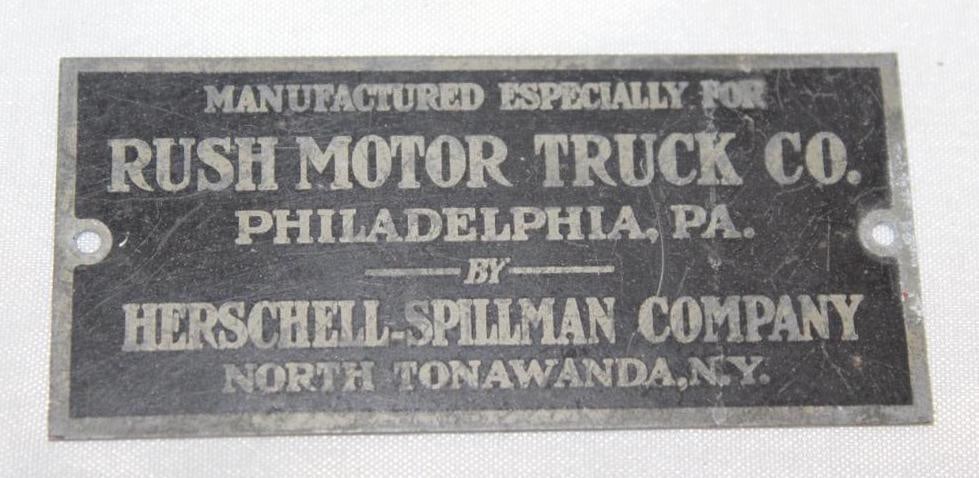 MANUFACTURED ESPECIALLY FOR
RUSH MOTOR TRUCK CO.
PHILADELPHIA, PA.
BY
HERSCHELL-SPILLMAN COMPANY
NORTH TONAWANDA, N.Y.